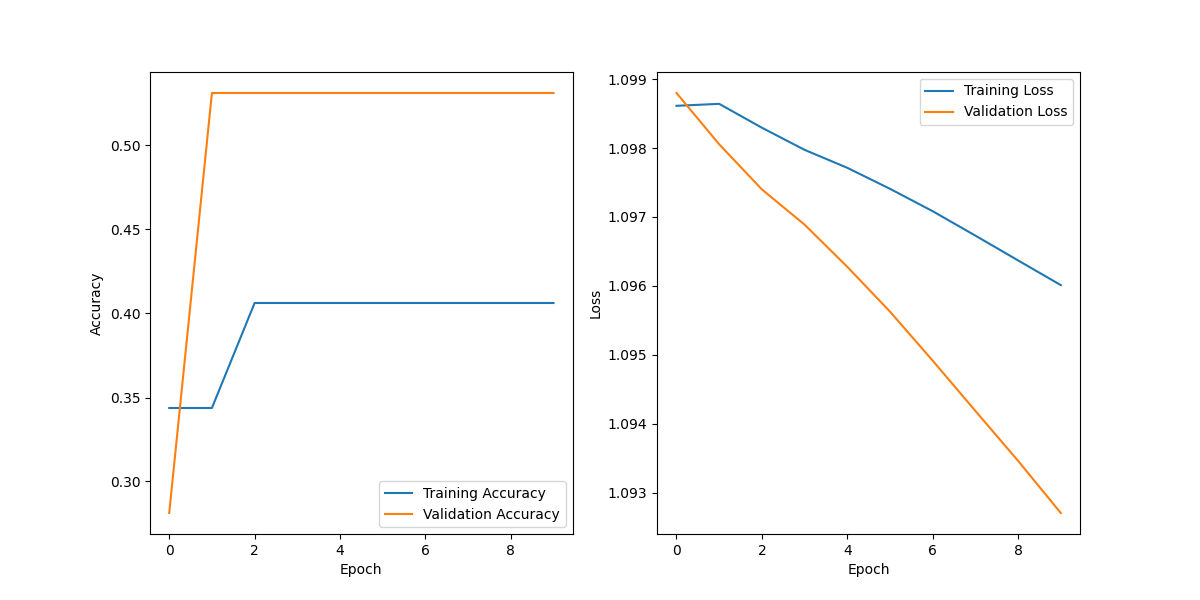 0.50
0.45
0.40
0.35
0.30
Accuracy
0 2 4 6 8
Epoch
Training Accuracy
Validation Accuracy
1.099
1.098
1.097
1.096
1.095
1.094
1.093
Loss
0 2 4 6 8
Epoch
Training Loss
Validation Loss